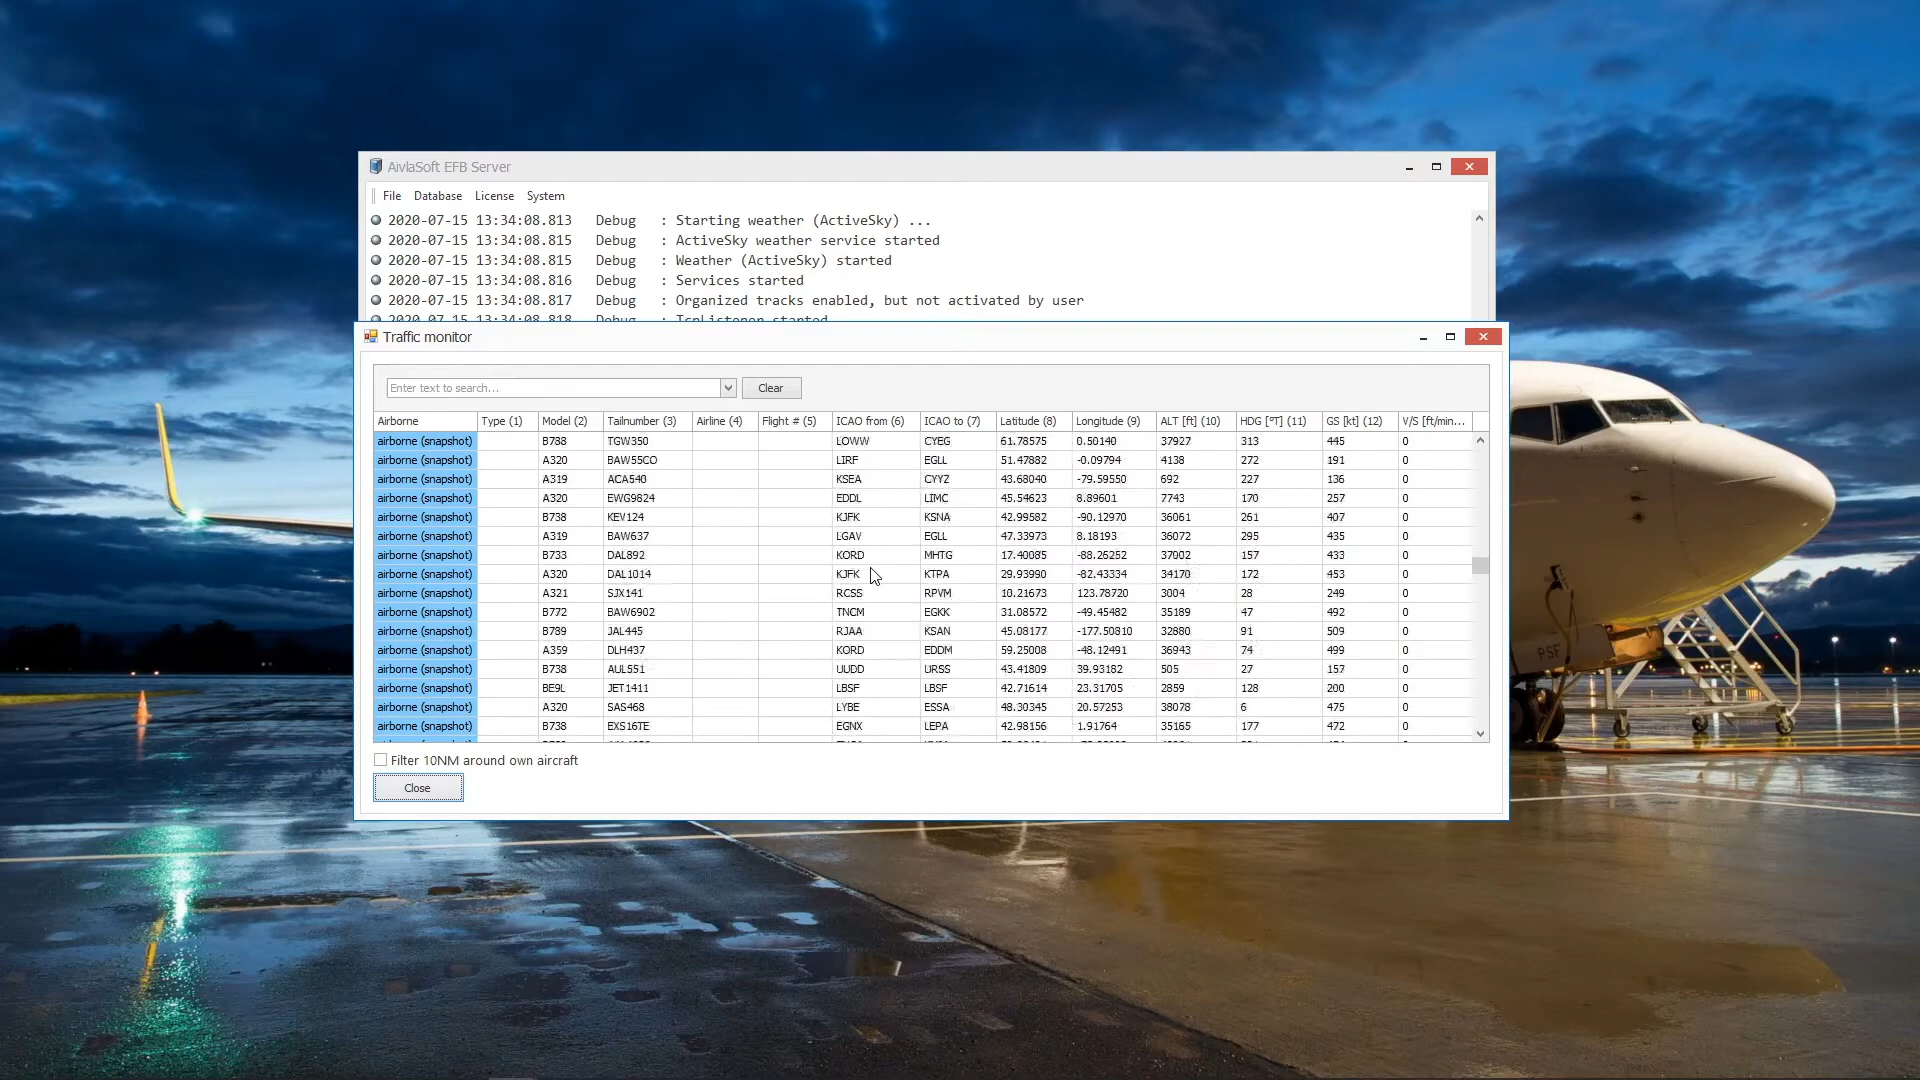 AivlaSoft EFB Server
File Database License System
2020-07-15 13:34:08.813 Debug : Starting weather (ActiveSky) ...
2020-07-15 13:34:08.815 Debug : ActiveSky weather service started
2020-07-15 13:34:08.815 Debug : Weather (ActiveSky) started
2020-07-15 13:34:08.816 Debug : Services started
2020-07-15 13:34:08.817 Debug : Organized tracks enabled, but not activated by user
2020-07-15 13:34:08.818 Debug : TcpListener started
Traffic monitor
Enter text to search... Clear
Airborne Type (1) Model (2) Tailnumber (3) Airline (4) Flight # (5) ICAO from (6) ICAO to (7) Latitude (8) Longitude (9) ALT [ft] (10) HDG [°T] (11) GS [kt] (12) V/S [ft/min...
airborne (snapshot) B788 TGW350 LOWW CYEG 61.78575 0.50140 37927 313 445 0
airborne (snapshot) A320 BAW55CO LIRF EGLL 51.47882 -0.09794 4138 272 191 0
airborne (snapshot) A319 ACA540 KSEA CYYZ 43.68040 -79.59550 692 227 136 0
airborne (snapshot) A320 EWG9824 EDDL LIMC 45.54623 8.89601 7743 170 257 0
airborne (snapshot) B738 KEV124 KJFK KSNA 42.99582 -90.12970 36061 261 407 0
airborne (snapshot) A319 BAW637 LGAV EGLL 47.33973 8.18193 36072 295 435 0
airborne (snapshot) B733 DAL892 KORD MHTG 17.40085 -88.26252 37002 157 433 0
airborne (snapshot) A320 DAL1014 KJFK KTPA 29.93990 -82.43334 34170 172 453 0
airborne (snapshot) A321 SJX141 RCSS RPVM 10.21673 123.78720 3004 28 249 0
airborne (snapshot) B772 BAW6902 TNCM EGKK 31.08572 -49.45482 35189 47 492 0
airborne (snapshot) B789 JAL445 RJAA KSAN 45.08177 -177.50810 32880 91 509 0
airborne (snapshot) A359 DLH437 KORD EDDM 59.25008 -48.12491 36943 74 499 0
airborne (snapshot) B738 AUL551 UUDD URSS 43.41809 39.93182 505 27 157 0
airborne (snapshot) BE9L JET1411 LBSF LBSF 42.71614 23.31705 2859 128 200 0
airborne (snapshot) A320 SAS468 LYBE ESSA 48.30345 20.57253 38078 6 475 0
airborne (snapshot) B738 EXS16TE EGNX LEPA 42.98156 1.91764 35165 177 472 0
Filter 10NM around own aircraft
Close
PSF